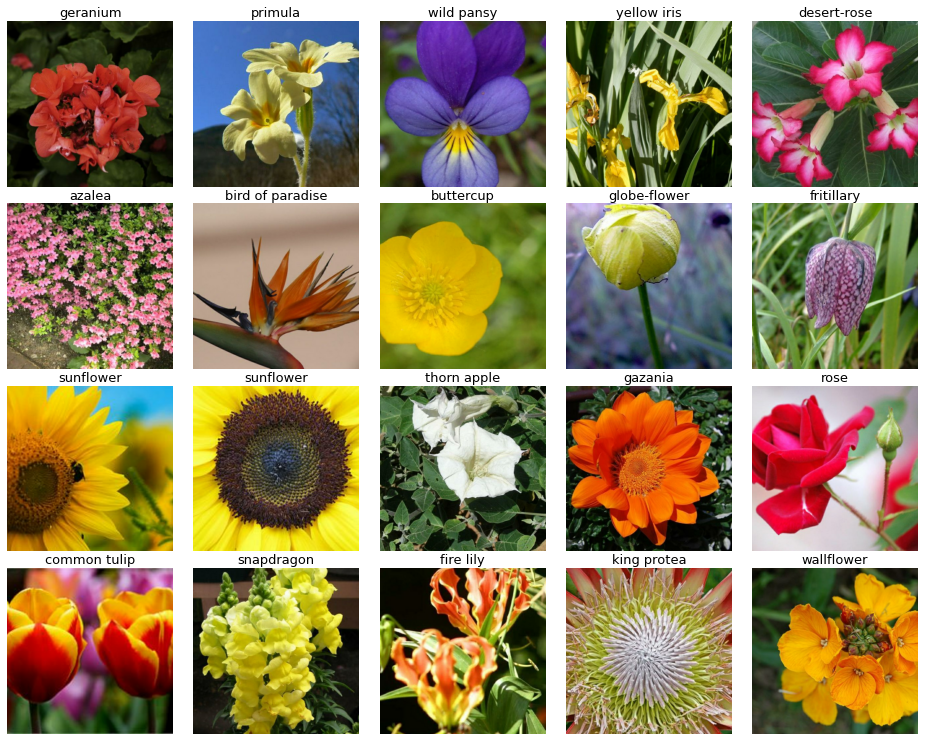 geranium
primula
wild pansy
yellow iris
desert-rose
azalea
bird of paradise
buttercup
globe-flower
fritillary
sunflower
sunflower
thorn apple
gazania
rose
common tulip
snapdragon
fire lily
king protea
wallflower